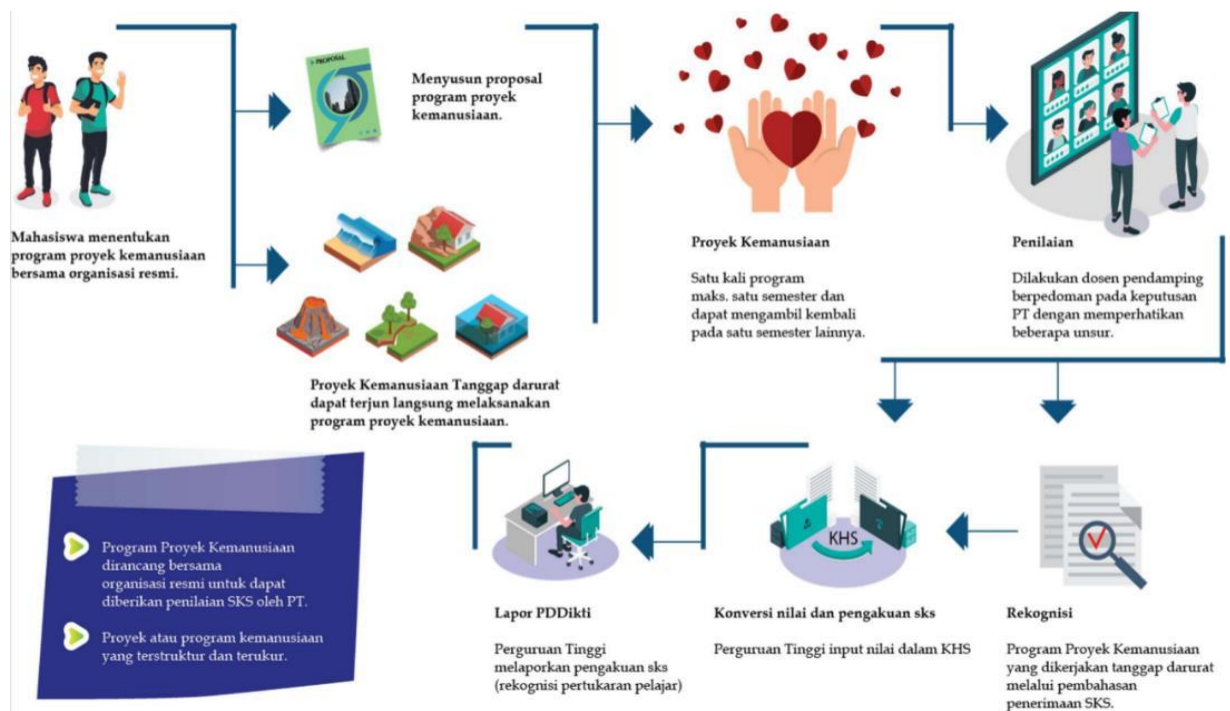 Mahasiswa menentukan
program proyek kemanusiaan
bersama organisasi resmi.
PROPOSAL
Menyusun proposal
program proyek
kemanusiaan.
Proyek Kemanusiaan Tanggap darurat
dapat terjun langsung melaksanakan
program proyek kemanusiaan.
Proyek Kemanusiaan
Satu kali program
maks. satu semester dan
dapat mengambil kembali
pada satu semester lainnya.
Penilaian
Dilakukan dosen pendamping
berpedoman pada keputusan
PT dengan memperhatikan
beberapa unsur.
Rekognisi
Program Proyek Kemanusiaan
yang dikerjakan tanggap darurat
melalui pembahasan
penerimaan SKS.
KHS
Konversi nilai dan pengakuan sks
Perguruan Tinggi input nilai dalam KHS
Lapor PDDikti
Perguruan Tinggi
melaporkan pengakuan sks
(rekognisi pertukaran pelajar)
Program Proyek Kemanusiaan
dirancang bersama
organisasi resmi untuk dapat
diberikan penilaian SKS oleh PT.
Proyek atau program kemanusiaan
yang terstruktur dan terukur.